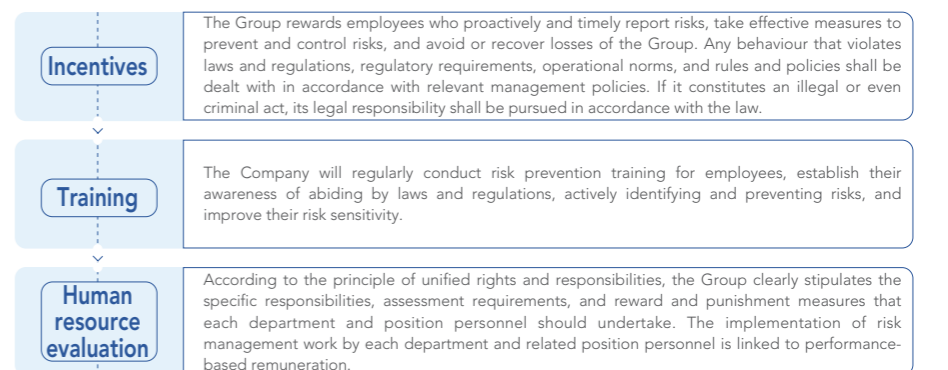 Incentives
The Group rewards employees who proactively and timely report risks, take effective measures to
prevent and control risks, and avoid or recover losses of the Group. Any behaviour that violates
laws and regulations, regulatory requirements, operational norms, and rules and policies shall be
dealt with in accordance with relevant management policies. If it constitutes an illegal or even
criminal act, its legal responsibility shall be pursued in accordance with the law.
Training
The Company will regularly conduct risk prevention training for employees, establish their
awareness of abiding by laws and regulations, actively identifying and preventing risks, and
improve their risk sensitivity.
Human
resource
evaluation
According to the principle of unified rights and responsibilities, the Group clearly stipulates the
specific responsibilities, assessment requirements, and reward and punishment measures that
each department and position personnel should undertake. The implementation of risk
management work by each department and related position personnel is linked to performance-
based remuneration.